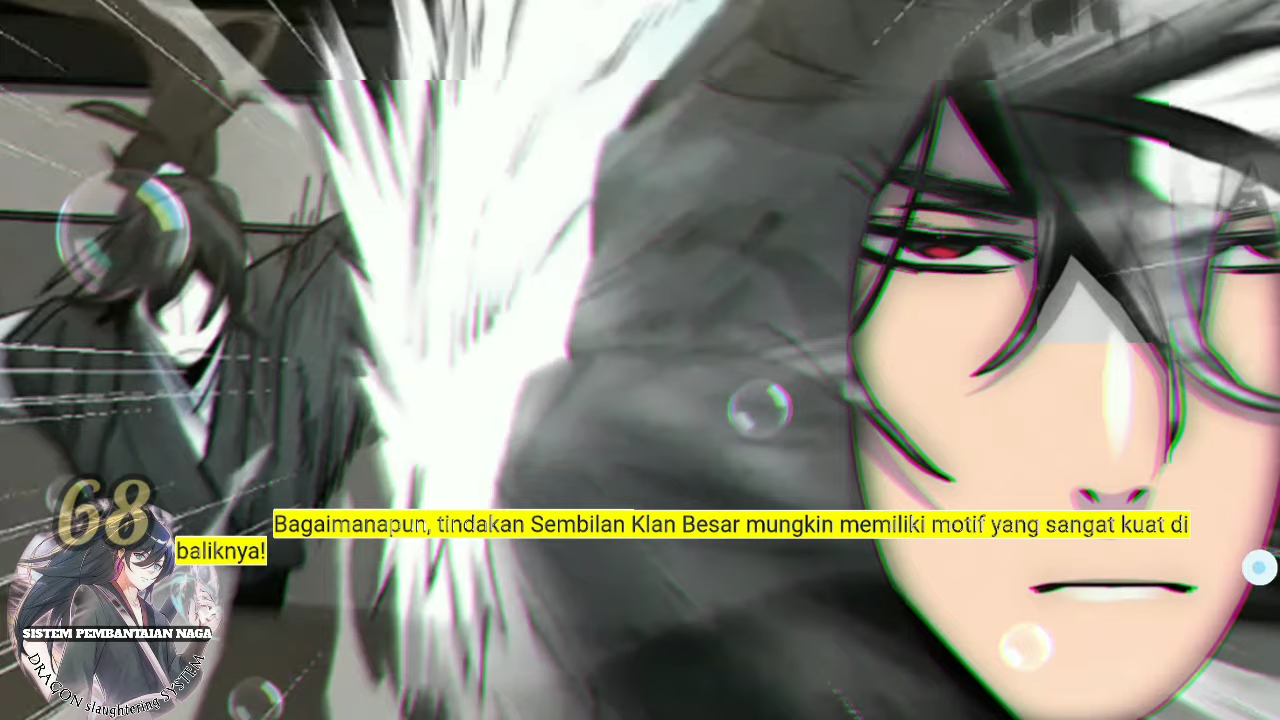 Bagaimanapun, tindakan Sembilan Klan Besar mungkin memiliki motif yang sangat kuat di
baliknya!
68
SISTEM PEMBANTAIAN NAGA
DRAGON slaughtering SYSTEM